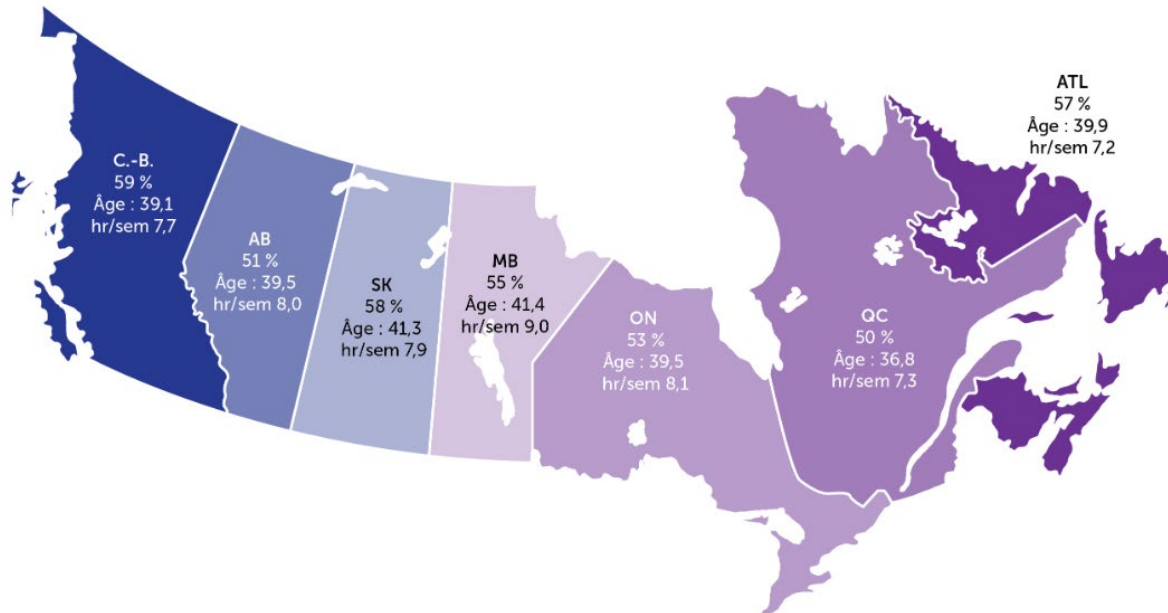 C.-B.
59 %
Âge : 39,1
hr/sem 7,7
AB
51 %
Âge : 39,5
hr/sem 8,0
SK
58 %
Âge : 41,3
hr/sem 7,9
MB
55 %
Âge : 41,4
hr/sem 9,0
ON
53 %
Âge : 39,5
hr/sem 8,1
QC
50 %
Âge : 36,8
hr/sem 7,3
ATL
57 %
Âge : 39,9
hr/sem 7,2